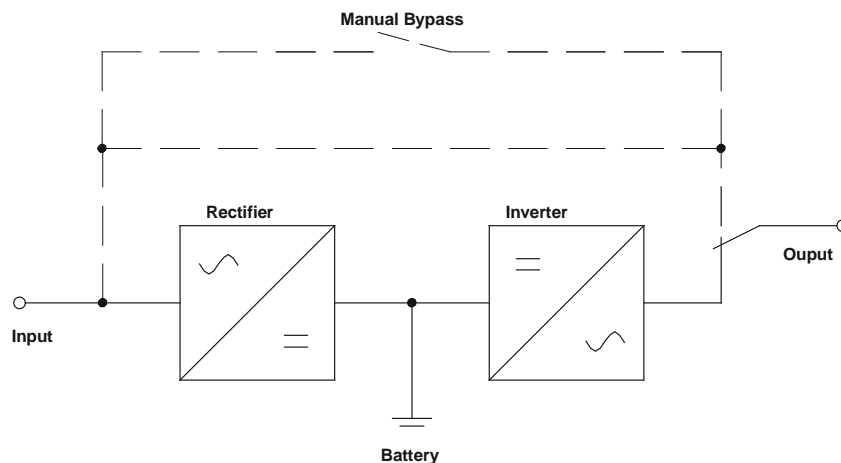 Manual Bypass
Rectifier
Inverter
Ouput
Input
Battery